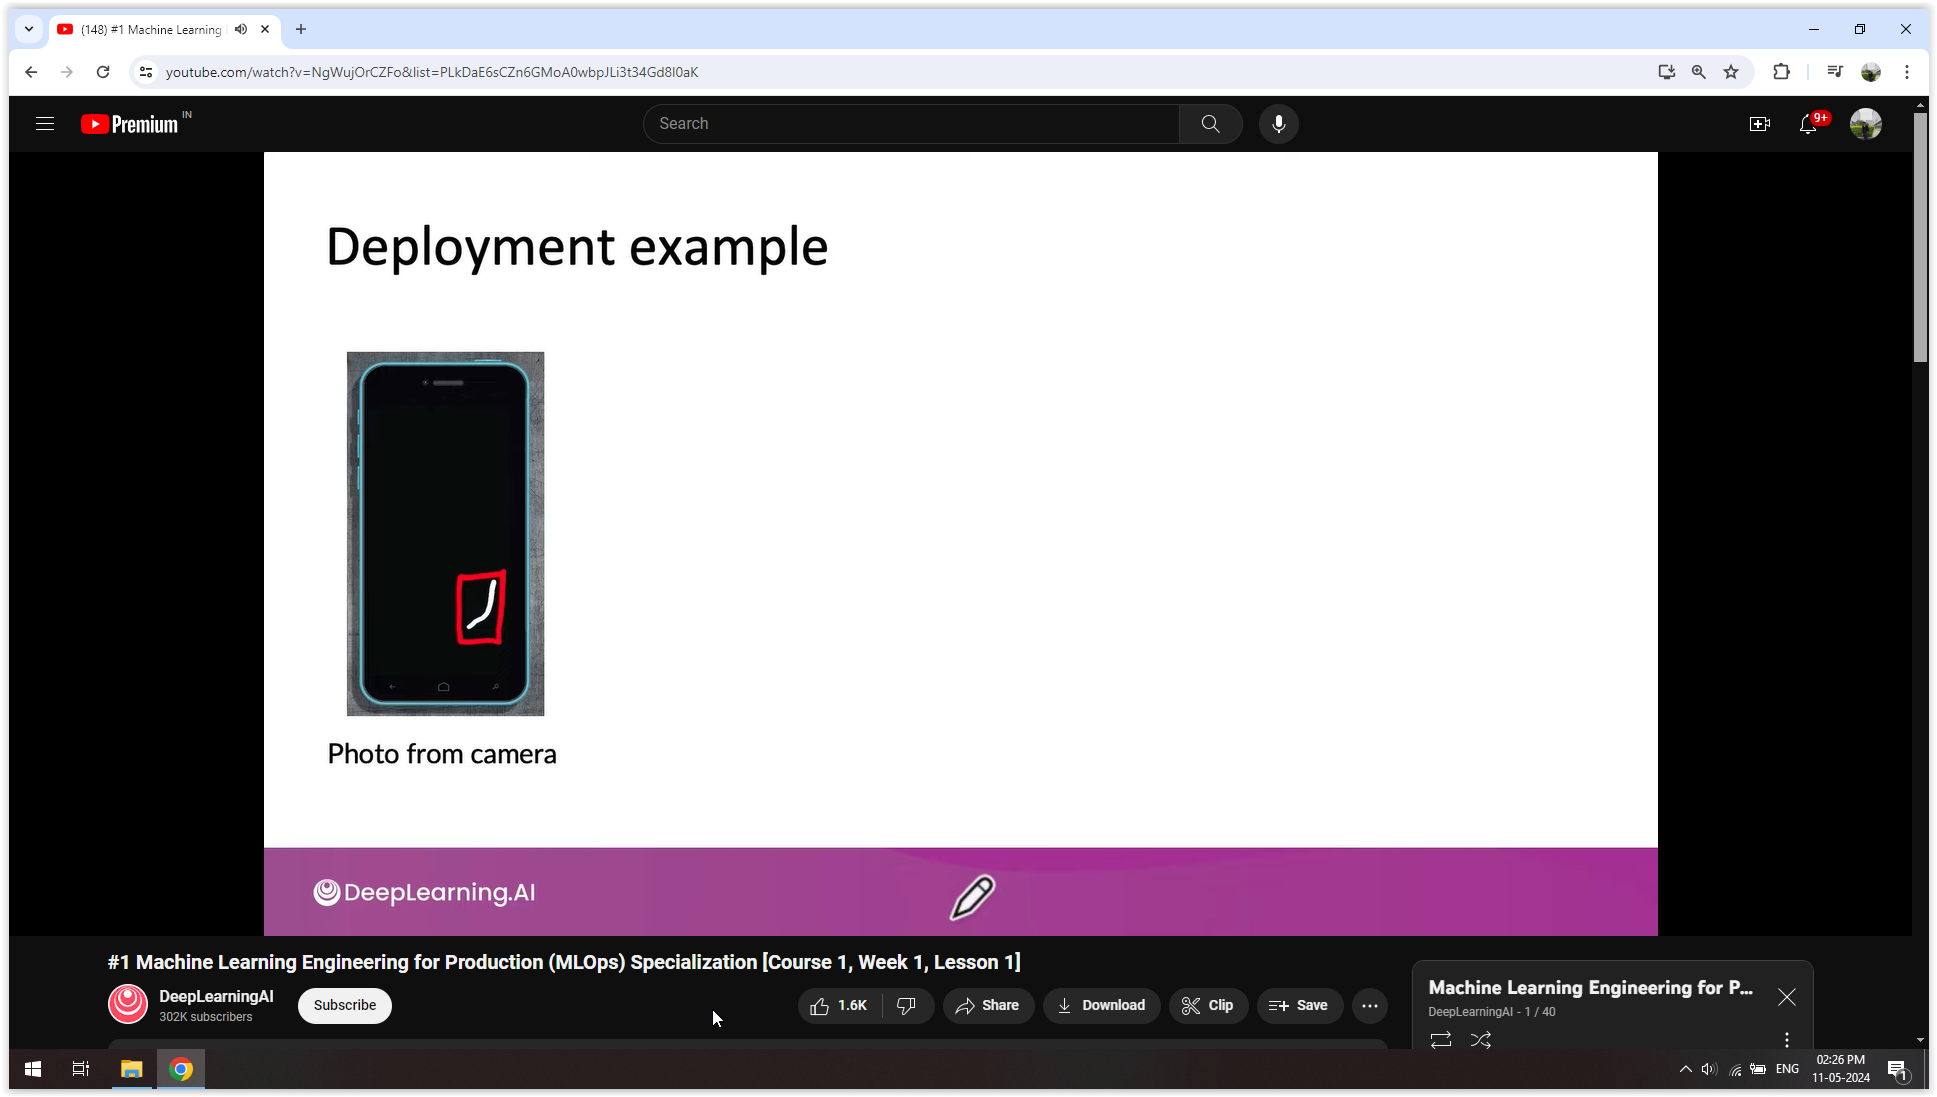 (148) #1 Machine Learning
youtube.com/watch?v=NgWujOrCZFo&list=PLkDaE6sCZn6GMoA0wbpJLi3t34Gd8l0aK
Premium IN
Search
9+
Deployment example
Photo from camera
DeepLearning.AI
#1 Machine Learning Engineering for Production (MLOps) Specialization [Course 1, Week 1, Lesson 1]
DeepLearningAI
302K subscribers
Subscribe
1.6K
Share
Download
Clip
Save
Machine Learning Engineering for P...
DeepLearningAI - 1 / 40
ENG
02:26 PM
11-05-2024
1